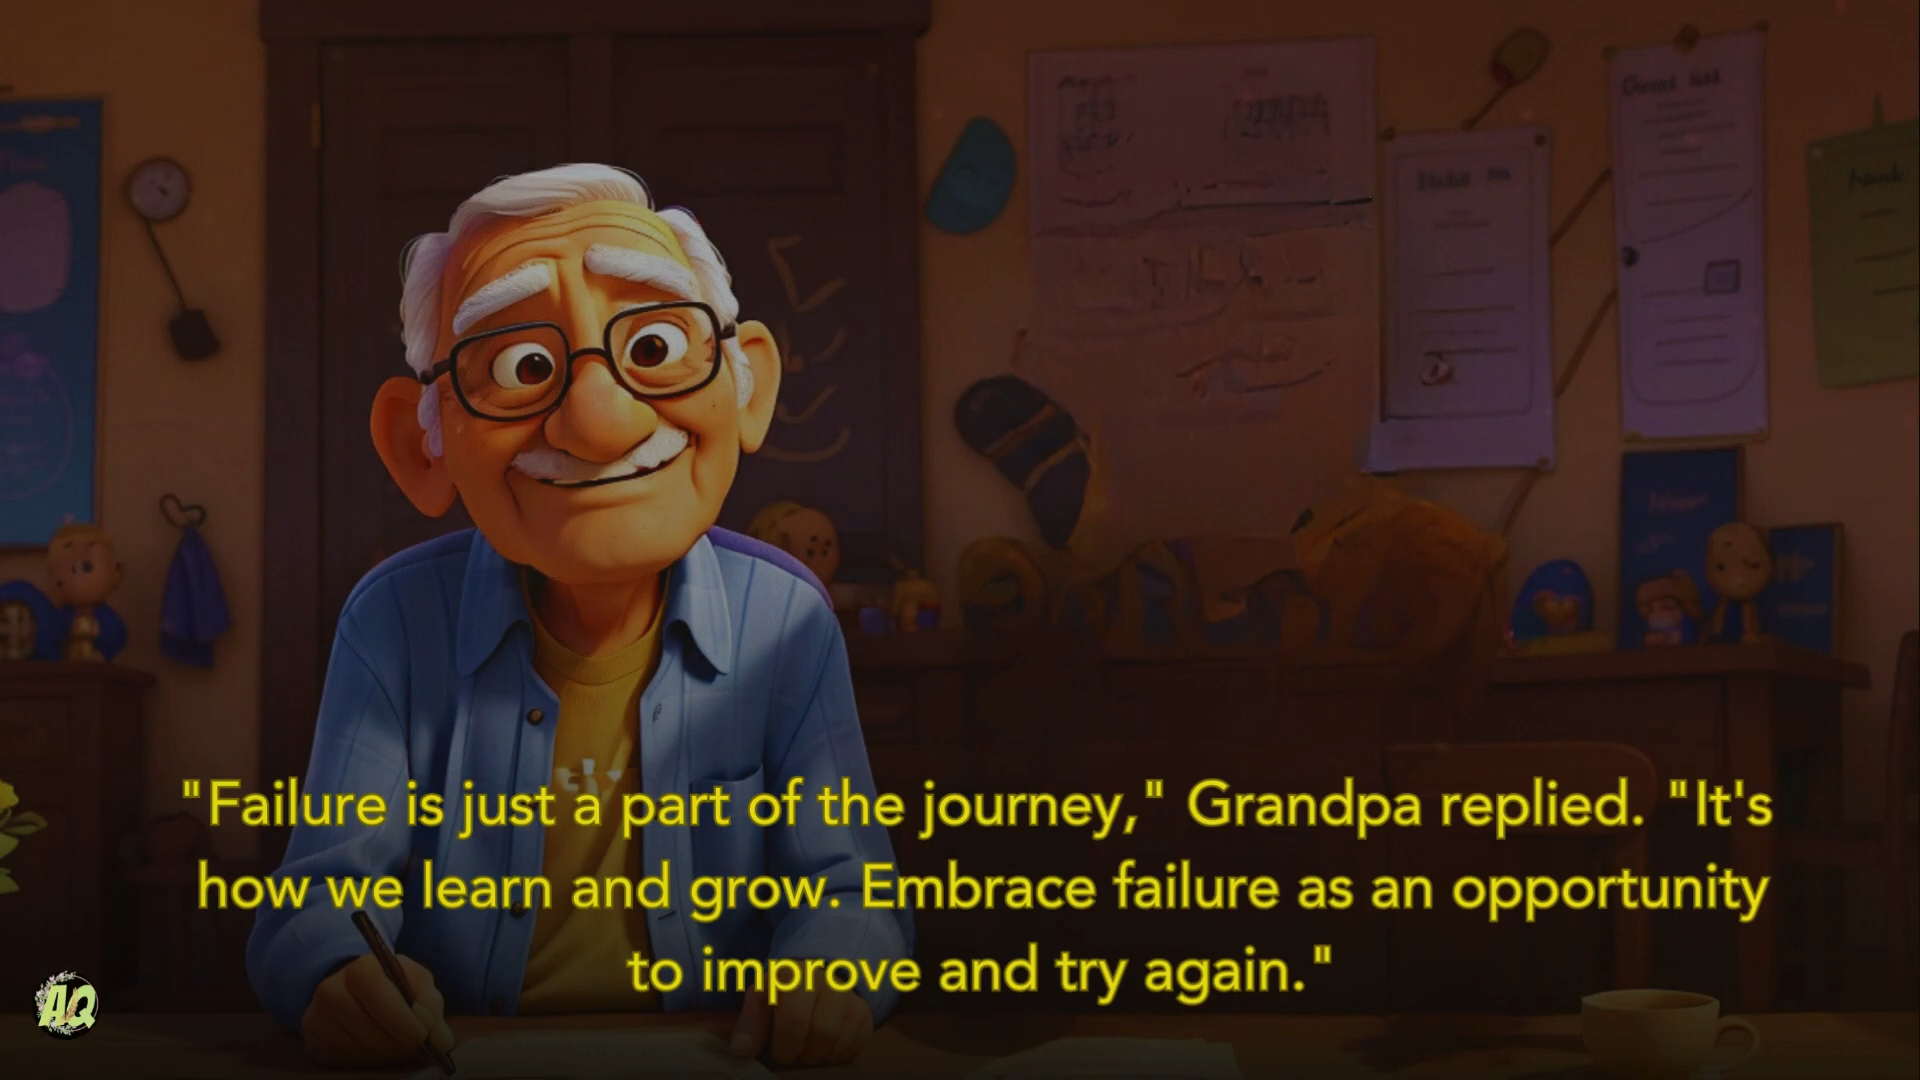 "Failure is just a part of the journey," Grandpa replied. "It's
how we learn and grow. Embrace failure as an opportunity
to improve and try again."
AQ